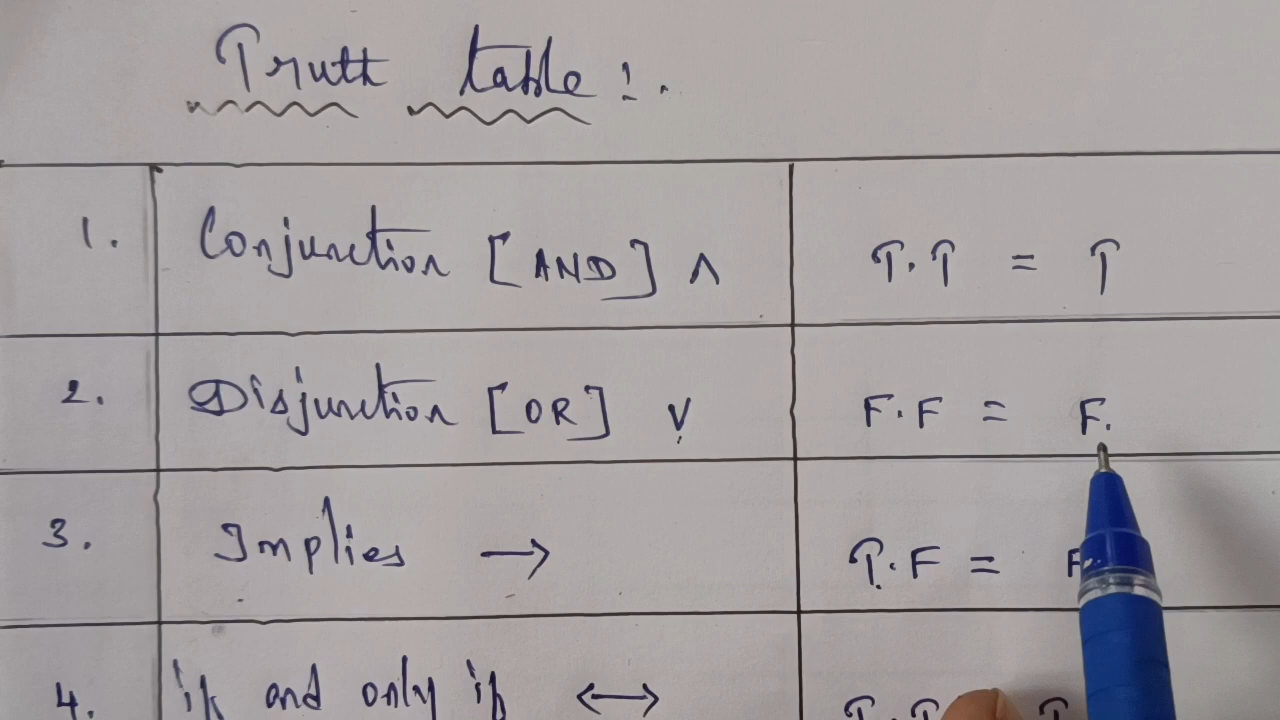 Truth table :.
1. Conjunction [AND] ∧ T.T = T
2. Disjunction [OR] ∨ F.F = F.
3. Implies → T.F = F
4. if and only if ↔ T.T T